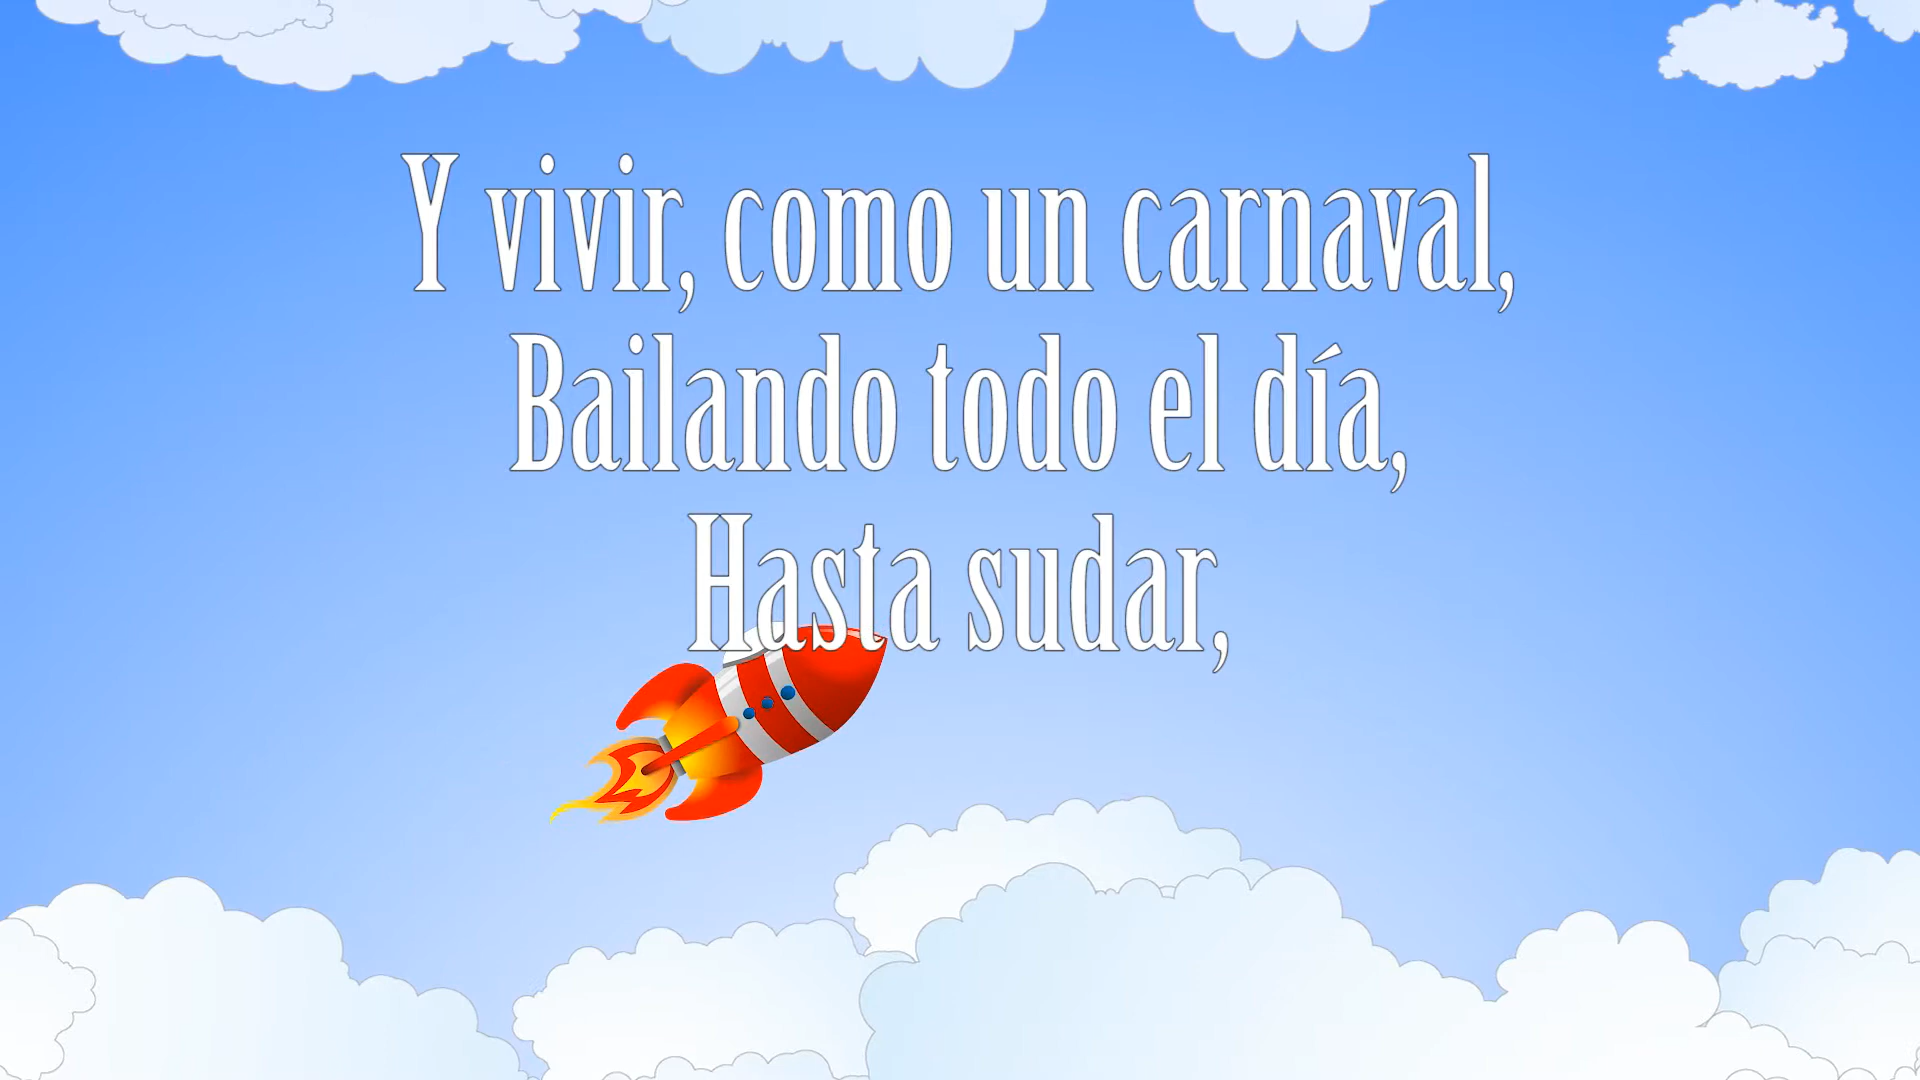 Y vivir, como un carnaval,
Bailando todo el día,
Hasta sudar,